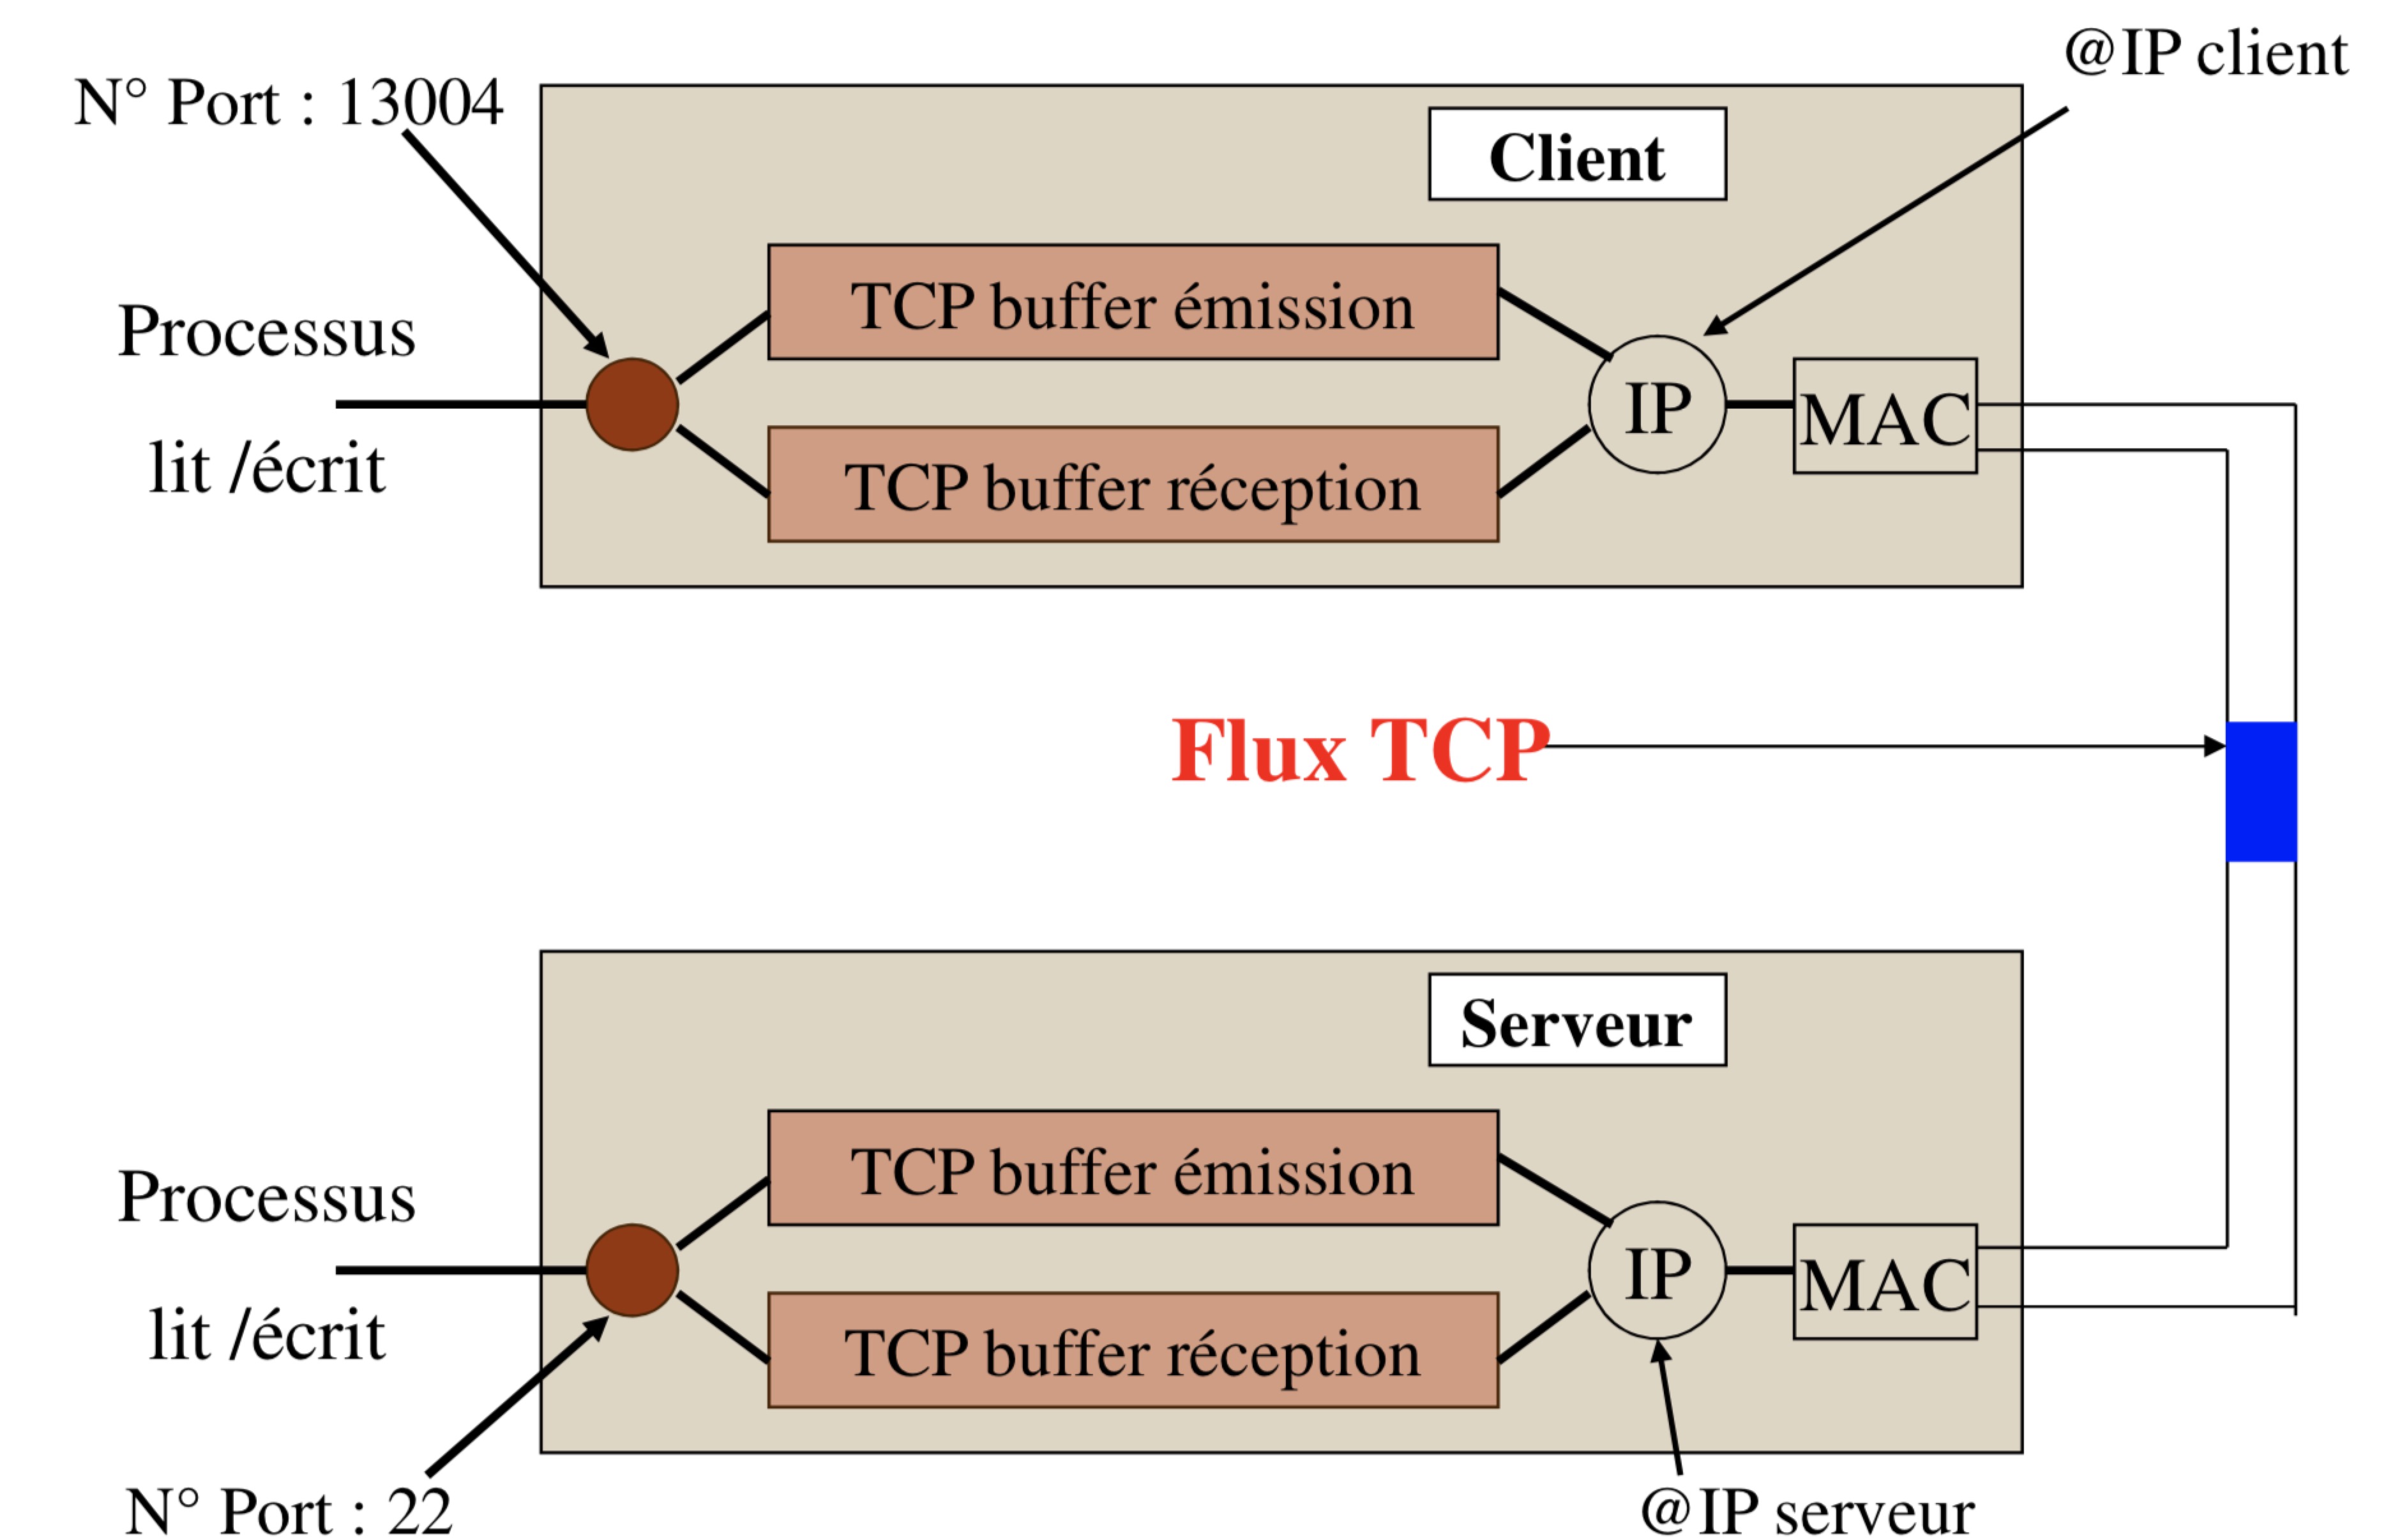 @IP client
N° Port : 13004
Client
TCP buffer émission
Processus
lit /écrit
IP
MAC
TCP buffer réception
Flux TCP
Serveur
TCP buffer émission
Processus
lit /écrit
IP
MAC
TCP buffer réception
N° Port : 22
@IP serveur